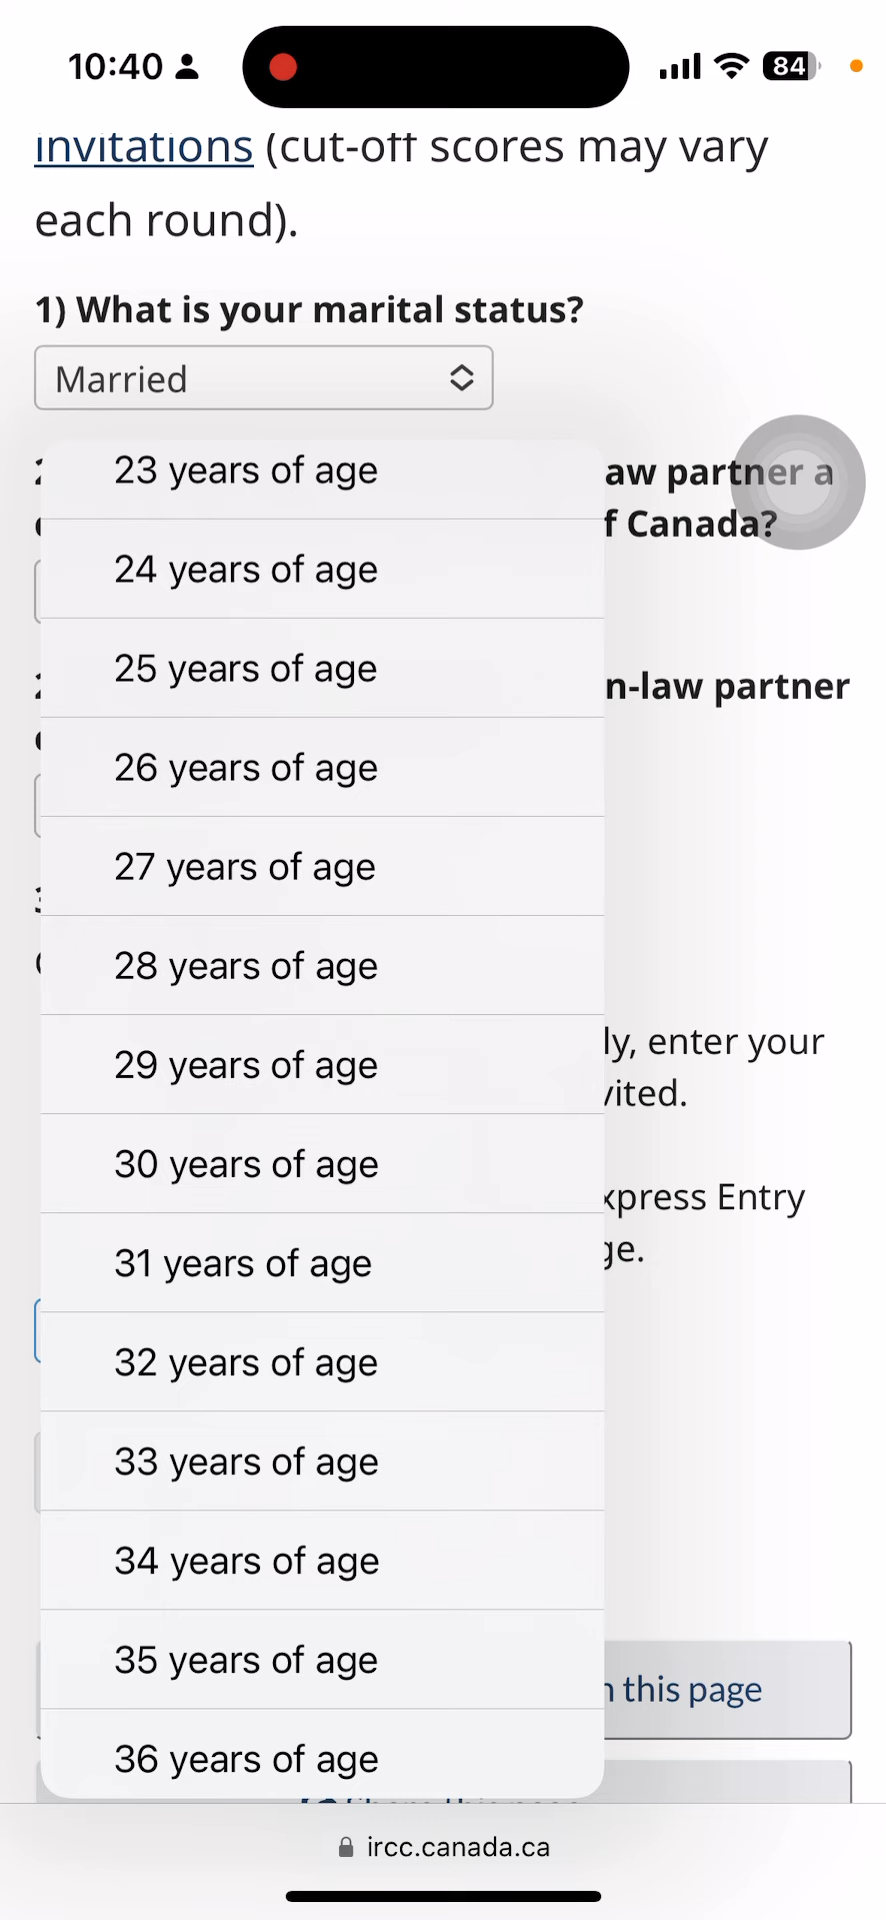 10:40
84
invitations (cut-off scores may vary
each round).
1) What is your marital status?
Married
23 years of age
aw partner a
f Canada?
24 years of age
25 years of age
n-law partner
26 years of age
27 years of age
28 years of age
29 years of age
ly, enter your
vited.
30 years of age
xpress Entry
ge.
31 years of age
32 years of age
33 years of age
34 years of age
35 years of age
n this page
36 years of age
ircc.canada.ca